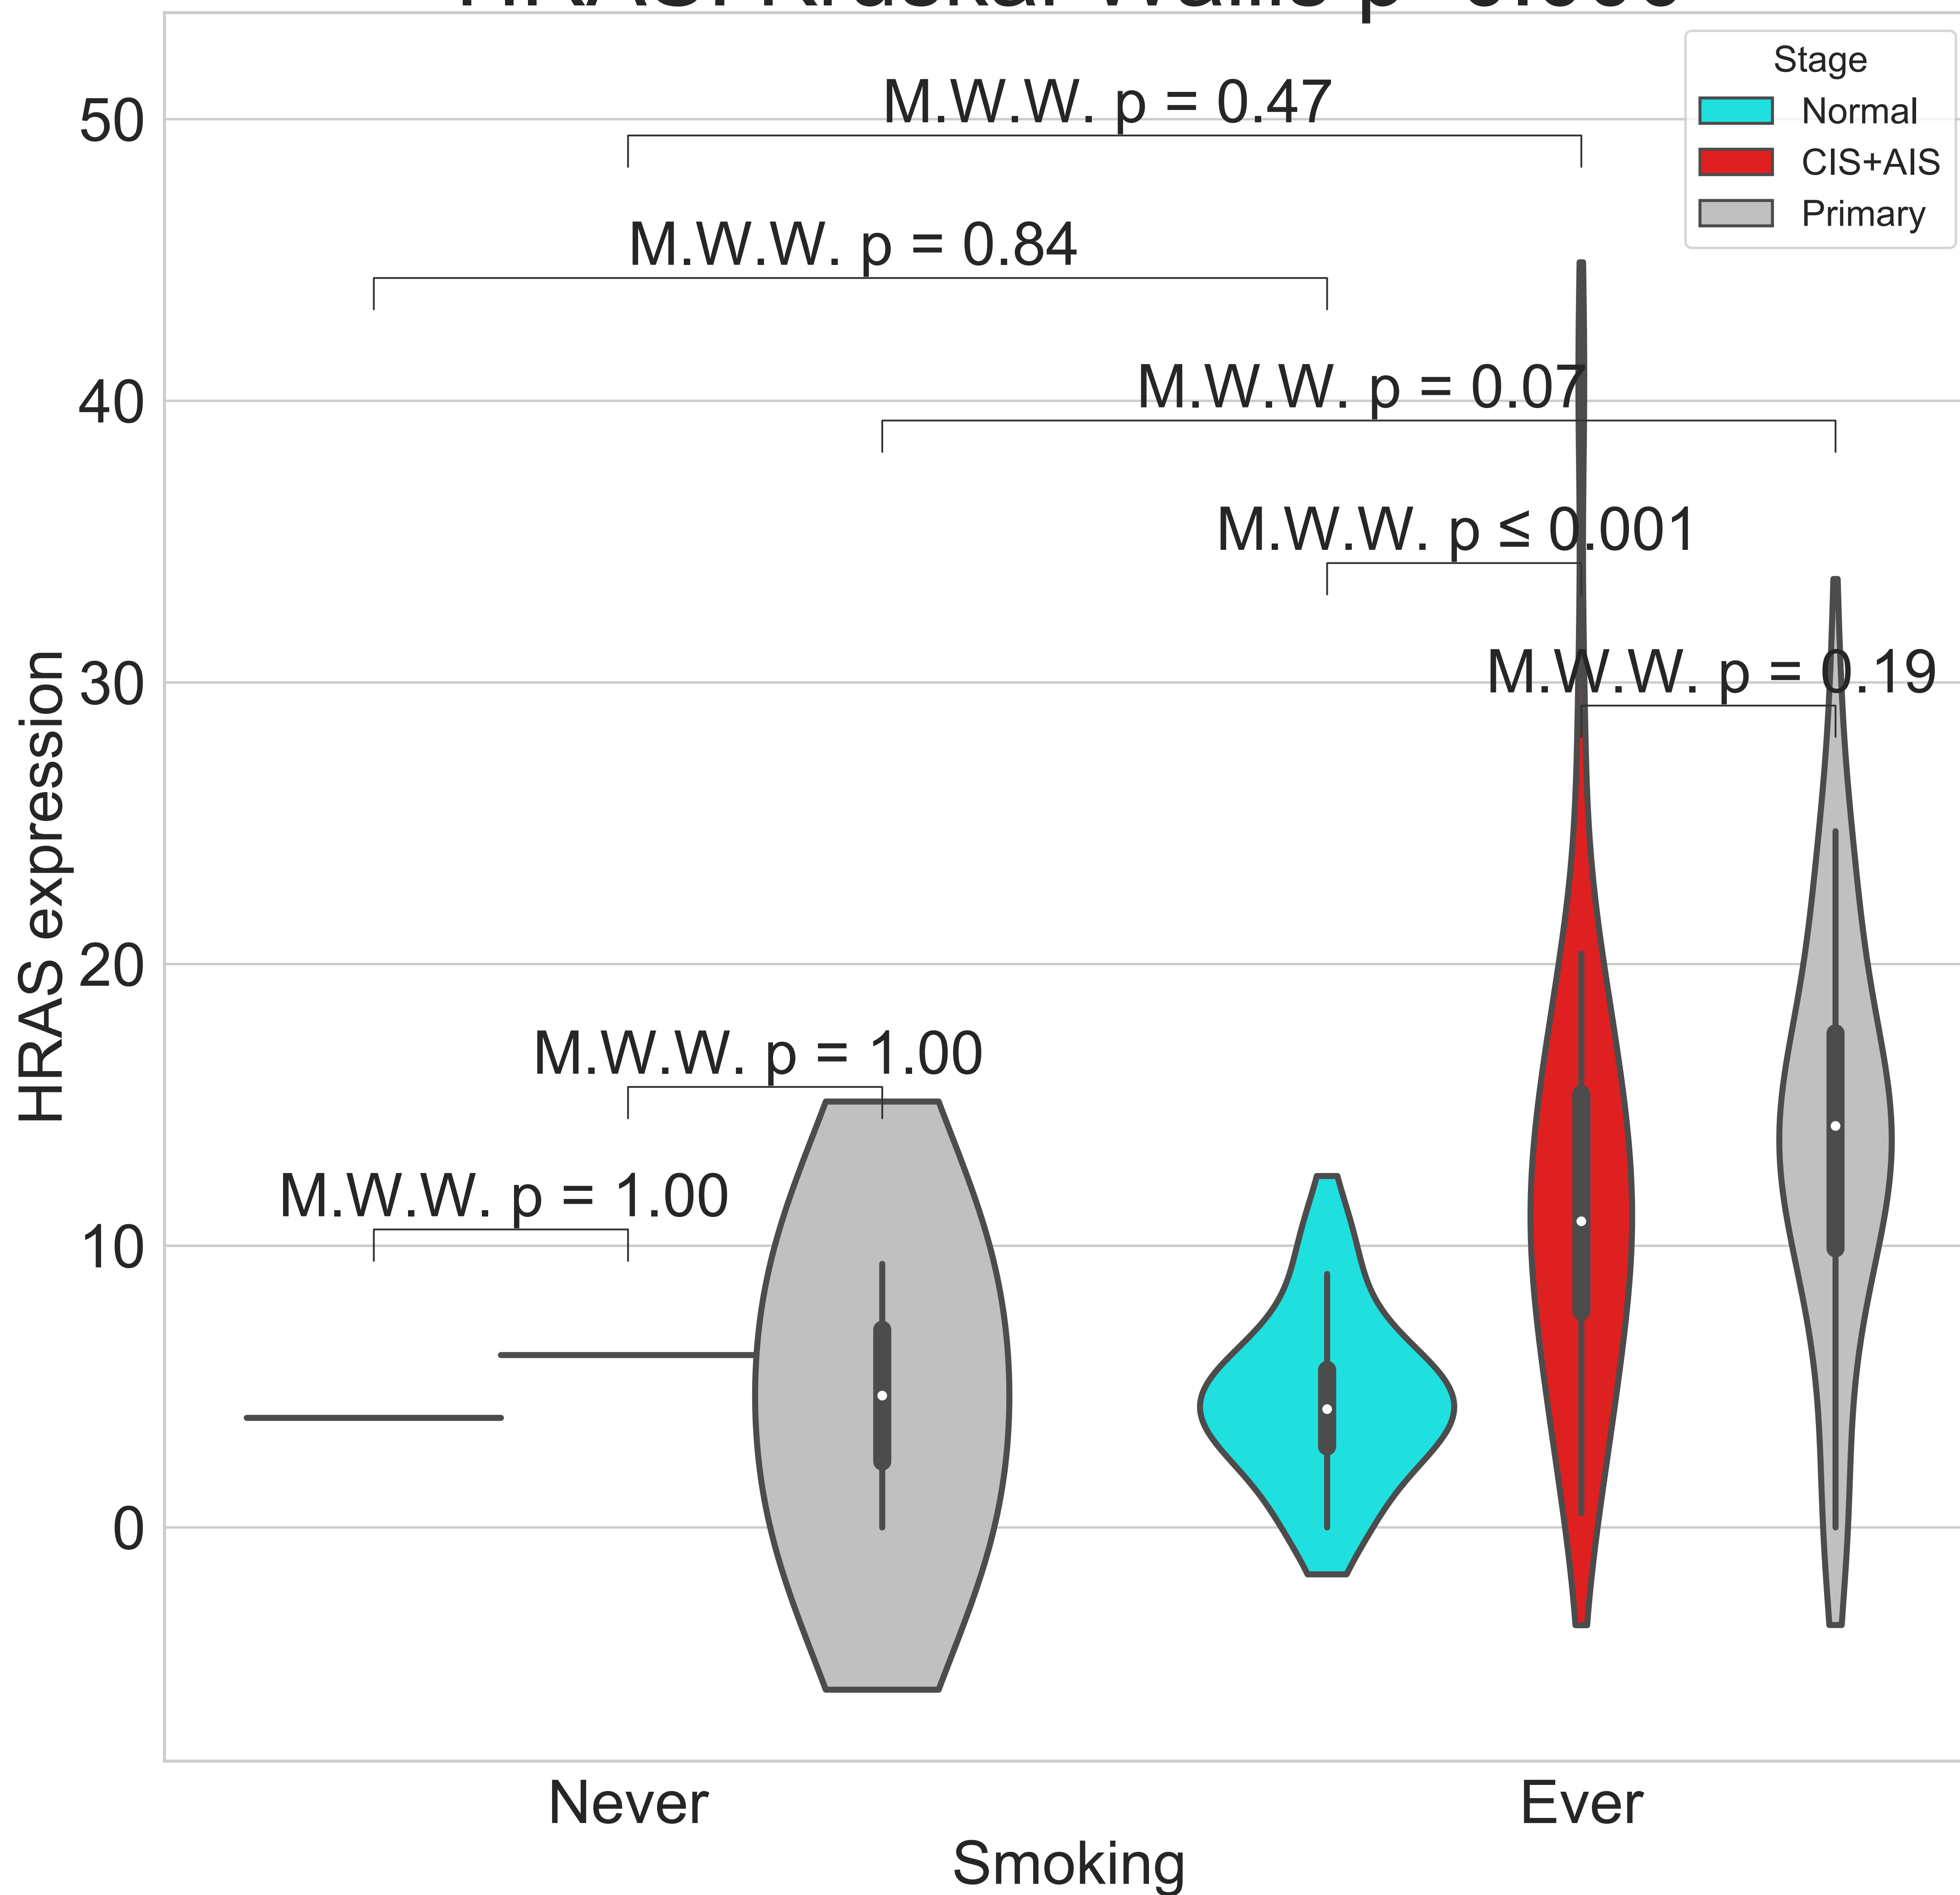 Stage
Normal
CIS+AIS
Primary
M.W.W. p = 0.47
M.W.W. p = 0.84
M.W.W. p = 0.07
M.W.W. p ≤ 0.001
M.W.W. p = 0.19
M.W.W. p = 1.00
M.W.W. p = 1.00
50
40
30
20
10
0
HRAS expression
Never
Ever
Smoking